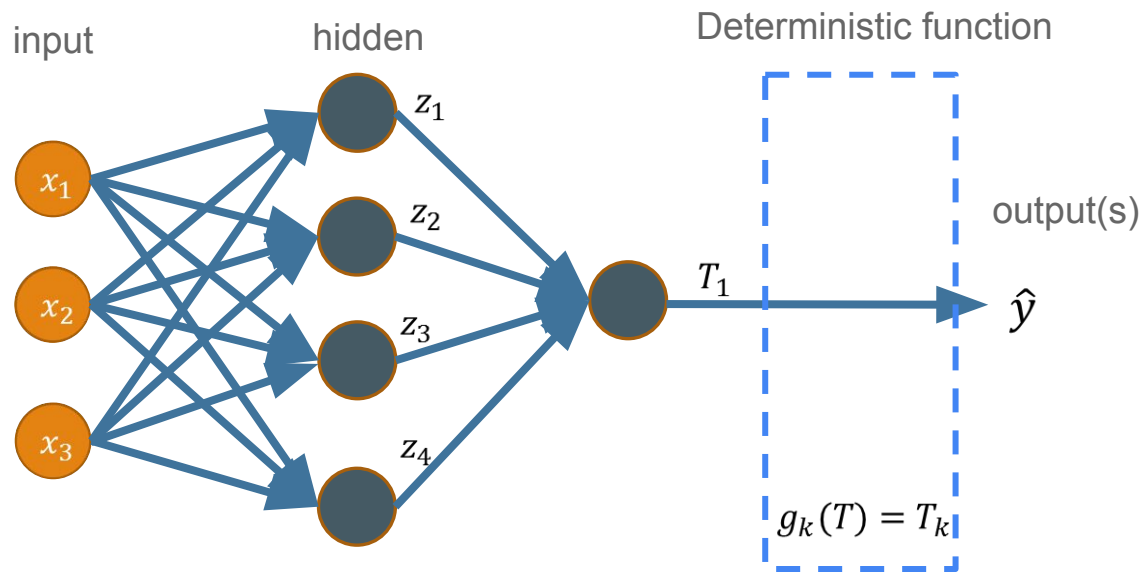 input
hidden
Deterministic function
x₁
x₂
x₃
z₁
z₂
z₃
z₄
T₁
output(s)
ŷ
gₖ(T) = Tₖ